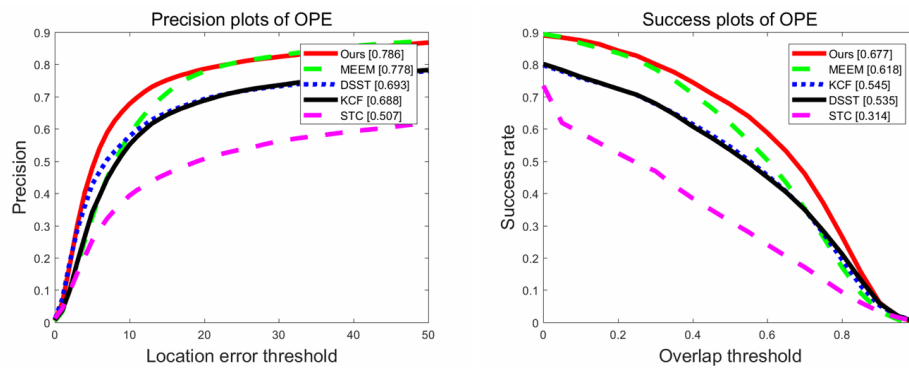 Precision plots of OPE
0.9
0.8
0.7
0.6
0.5
0.4
0.3
0.2
0.1
0
Precision
Ours [0.786]
MEEM [0.778]
DSST [0.693]
KCF [0.688]
STC [0.507]
0 10 20 30 40 50
Location error threshold
Success plots of OPE
0.9
0.8
0.7
0.6
0.5
0.4
0.3
0.2
0.1
0
Success rate
Ours [0.677]
MEEM [0.618]
KCF [0.545]
DSST [0.535]
STC [0.314]
0 0.2 0.4 0.6 0.8
Overlap threshold